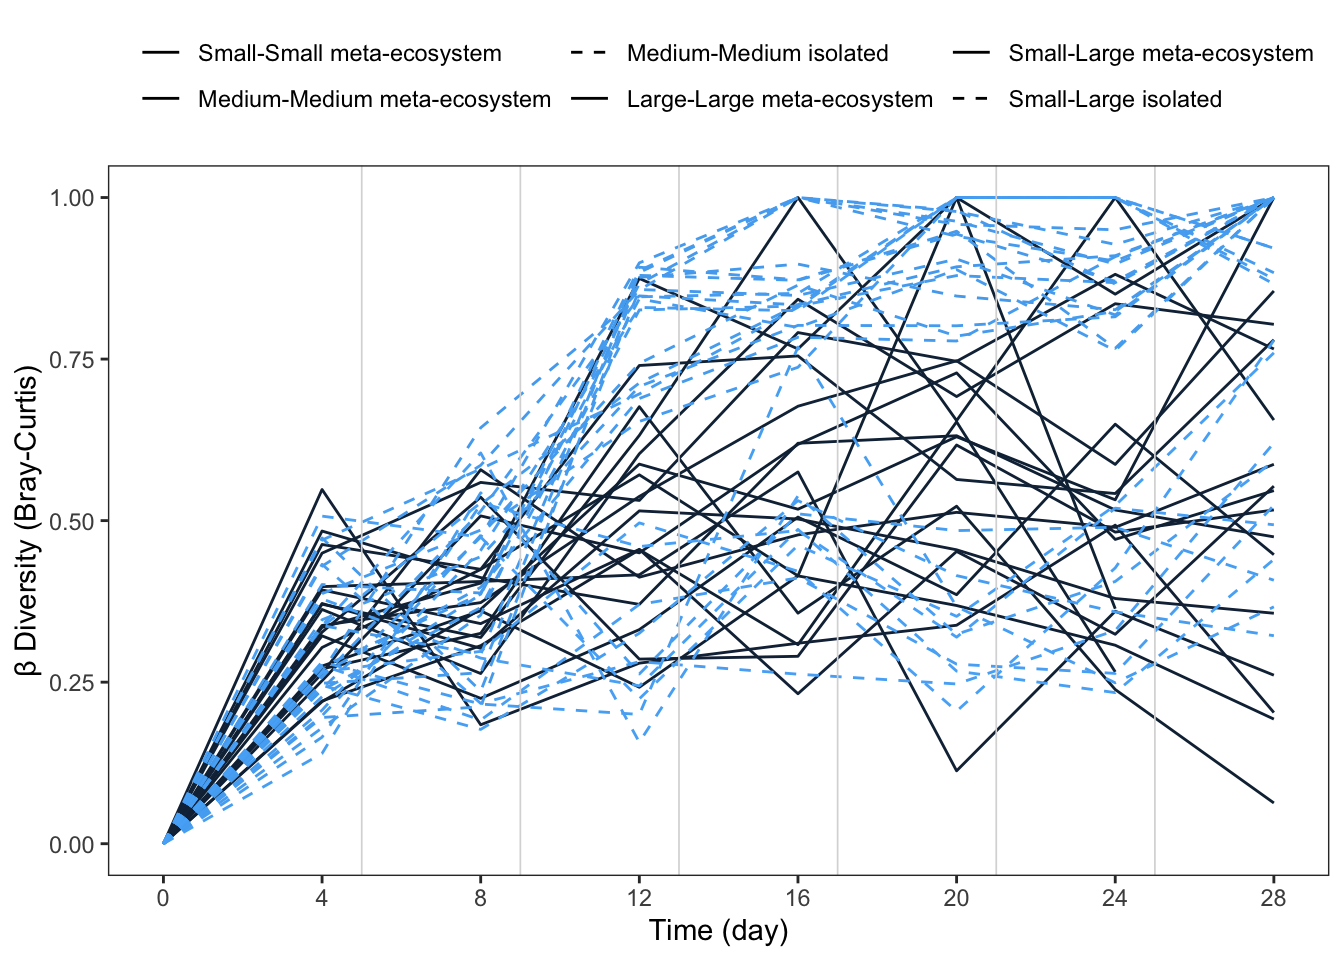 Small-Small meta-ecosystem
Medium-Medium isolated
Small-Large meta-ecosystem
Medium-Medium meta-ecosystem
Large-Large meta-ecosystem
Small-Large isolated
β Diversity (Bray-Curtis)
1.00
0.75
0.50
0.25
0.00
0 4 8 12 16 20 24 28
Time (day)